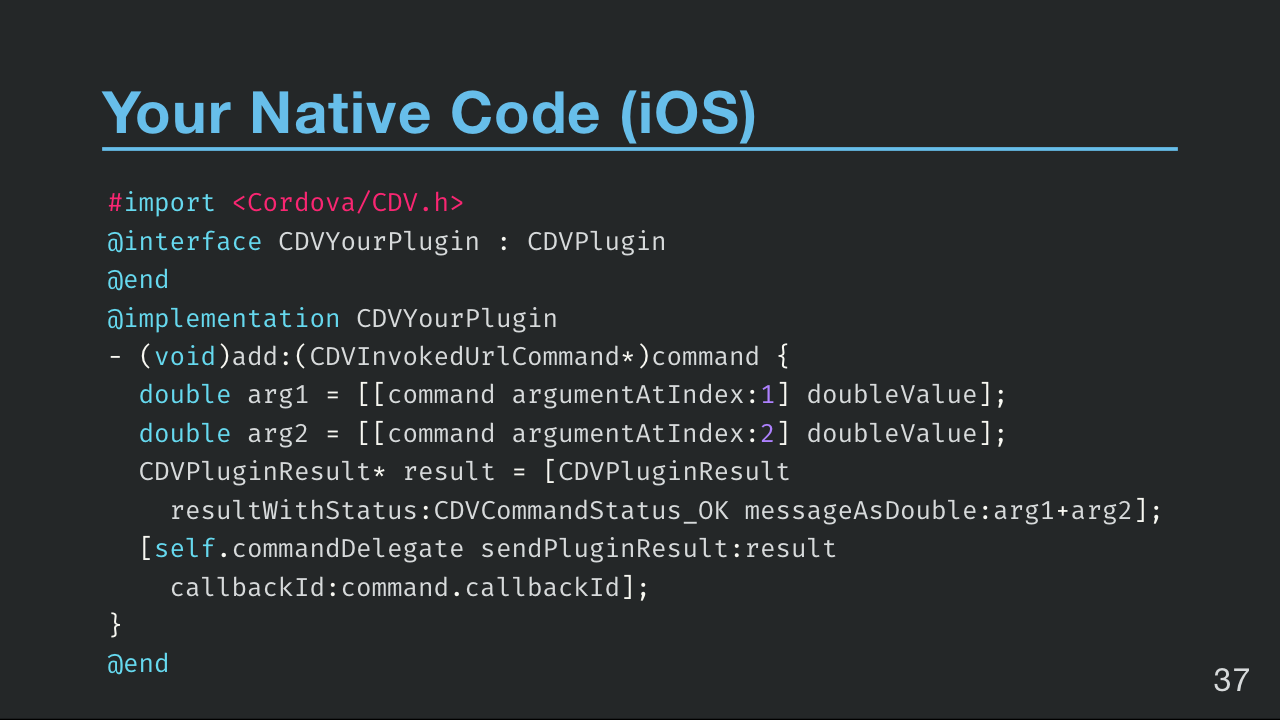 Your Native Code (iOS)
#import <Cordova/CDV.h>
@interface CDVYourPlugin : CDVPlugin
@end
@implementation CDVYourPlugin
- (void)add:(CDVInvokedUrlCommand*)command {
  double arg1 = [[command argumentAtIndex:1] doubleValue];
  double arg2 = [[command argumentAtIndex:2] doubleValue];
  CDVPluginResult* result = [CDVPluginResult
    resultWithStatus:CDVCommandStatus_OK messageAsDouble:arg1+arg2];
  [self.commandDelegate sendPluginResult:result
    callbackId:command.callbackId];
}
@end
37